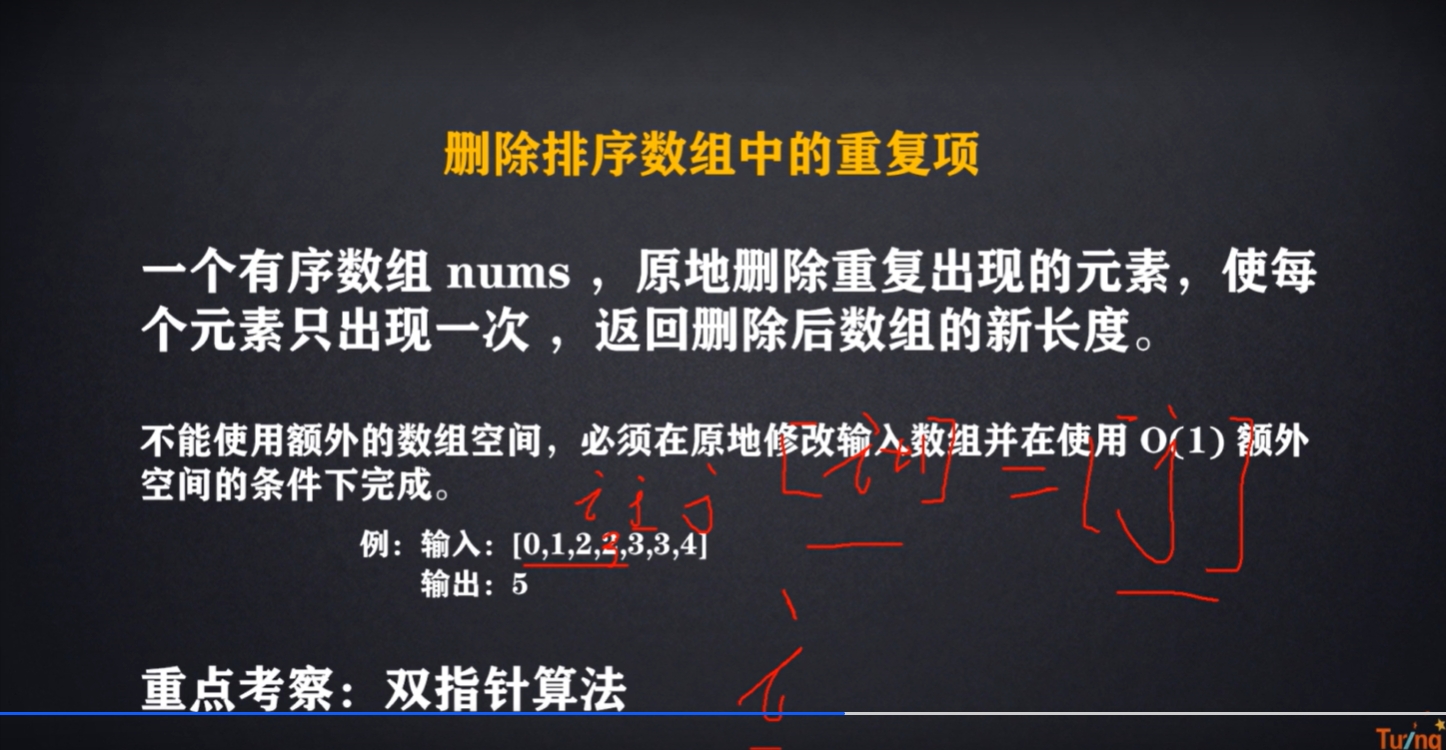 删除排序数组中的重复项
一个有序数组 nums ，原地删除重复出现的元素，使每
个元素只出现一次 ，返回删除后数组的新长度。
不能使用额外的数组空间，必须在原地修改输入数组并在使用 O(1) 额外
空间的条件下完成。
[i+1] = [j]
i i j
例：输入：[0,1,2,2,3,3,4]
3
输出：5
i
重点考察：双指针算法